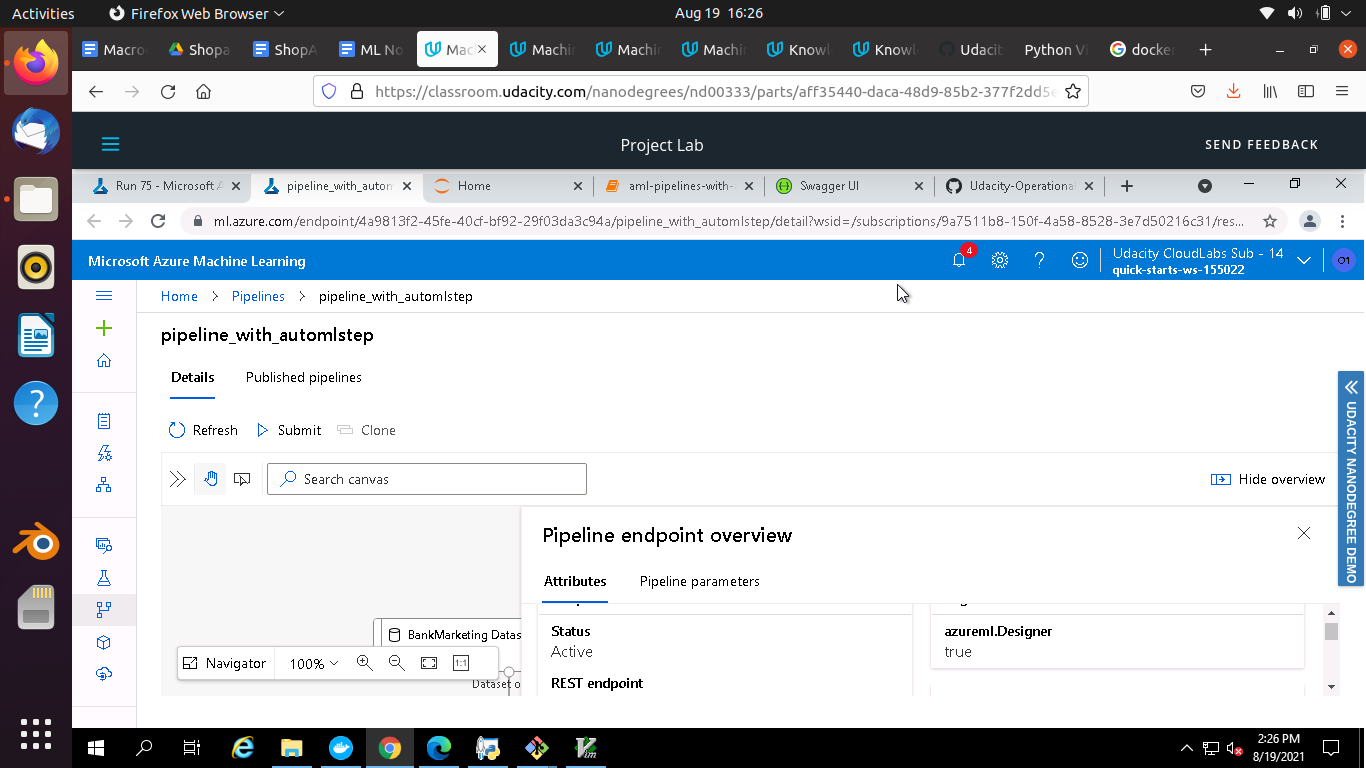 Activities
Firefox Web Browser
Aug 19 16:26
Macro
Shopa
ShopA
ML No
Mac
Machin
Machin
Machin
Knowl
Knowl
Udacit
Python V
docke
https://classroom.udacity.com/nanodegrees/nd00333/parts/aff35440-daca-48d9-85b2-377f2dd5e
Project Lab
SEND FEEDBACK
Run 75 - Microsoft A
pipeline_with_autom
Home
aml-pipelines-with-
Swagger UI
Udacity-Operational
ml.azure.com/endpoint/4a9813f2-45fe-40cf-bf92-29f03da3c94a/pipeline_with_automlstep/detail?wsid=/subscriptions/9a7511b8-150f-4a58-8528-3e7d50216c31/res...
Microsoft Azure Machine Learning
4
Udacity CloudLabs Sub - 14
quick-starts-ws-155022
O1
Home > Pipelines > pipeline_with_automlstep
pipeline_with_automlstep
Details
Published pipelines
Refresh
Submit
Clone
Search canvas
Hide overview
UDACITY NANODEGREE DEMO
Pipeline endpoint overview
Attributes
Pipeline parameters
Status
Active
REST endpoint
azureml.Designer
true
BankMarketing Datas
Navigator
100%
1:1
Dataset o
2:26 PM
8/19/2021